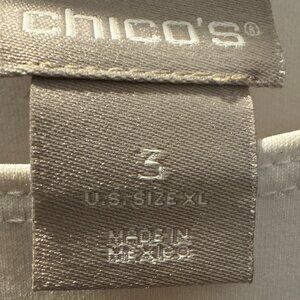 chico's®
3
U.S. SIZE XL
MADE IN
MEXICO